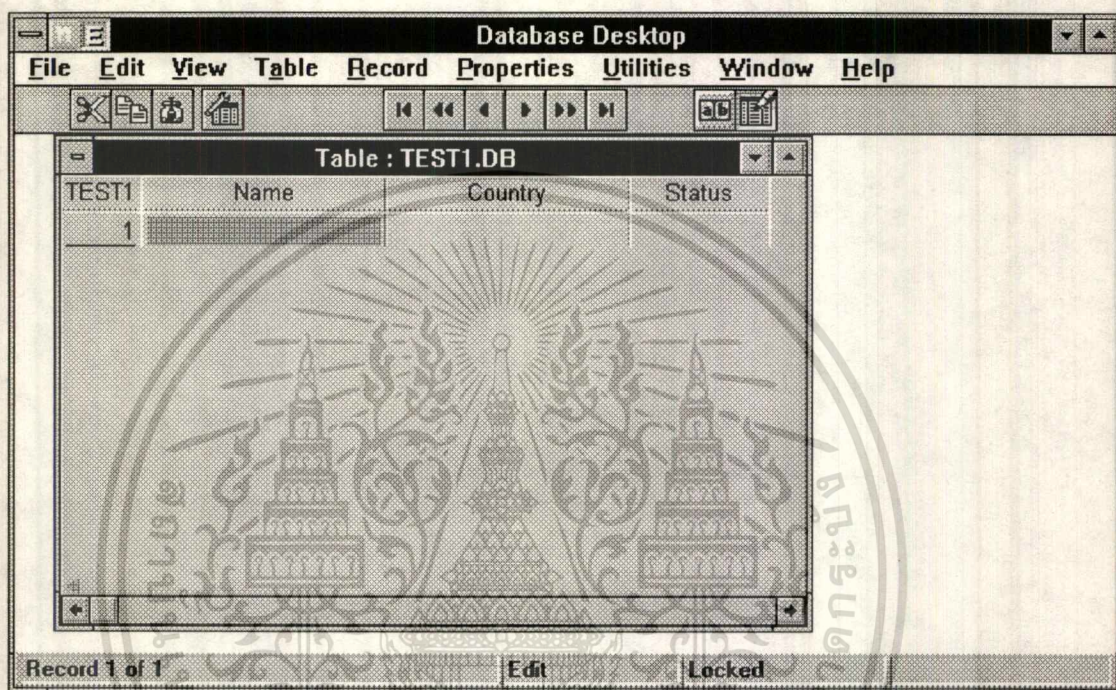 Database Desktop
File Edit View Table Record Properties Utilities Window Help
ab
Table : TEST1.DB
TEST1 Name Country Status
1
Record 1 of 1 Edit Locked